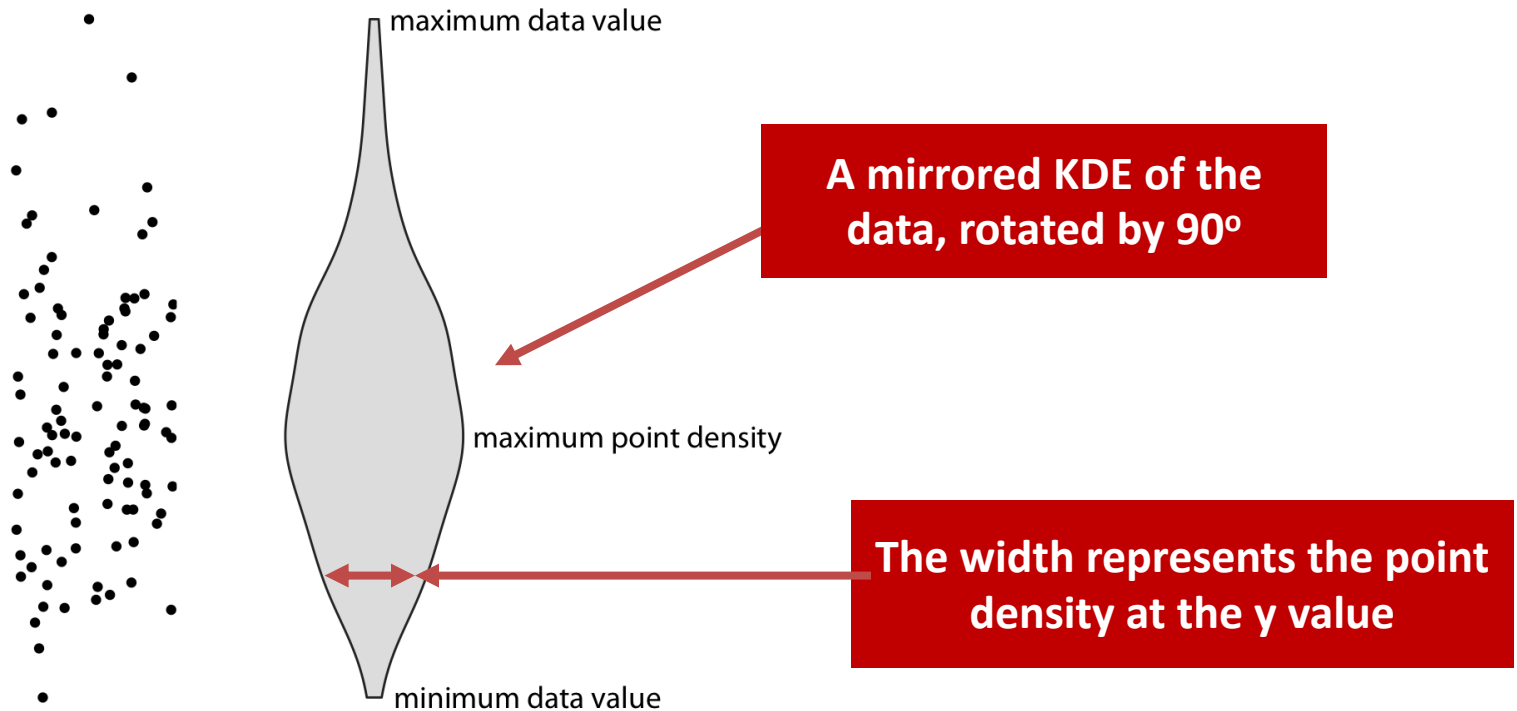 maximum data value
A mirrored KDE of the
data, rotated by 90º
maximum point density
The width represents the point
density at the y value
minimum data value